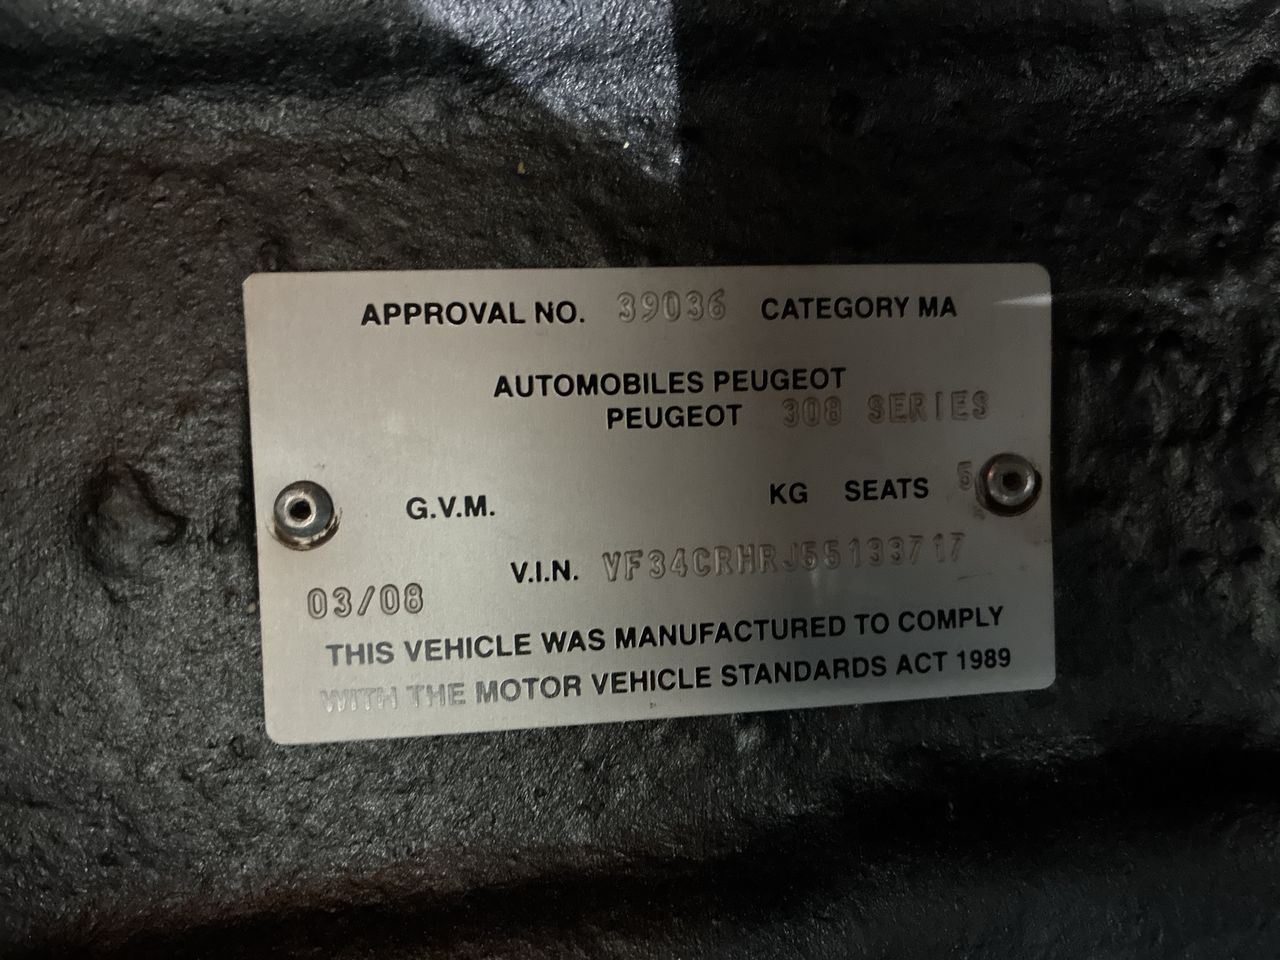 APPROVAL NO. 39036 CATEGORY MA
AUTOMOBILES PEUGEOT
PEUGEOT 308 SERIES
G.V.M. KG SEATS 5
V.I.N. VF34CRHRJ55133717
03/08
THIS VEHICLE WAS MANUFACTURED TO COMPLY
WITH THE MOTOR VEHICLE STANDARDS ACT 1989